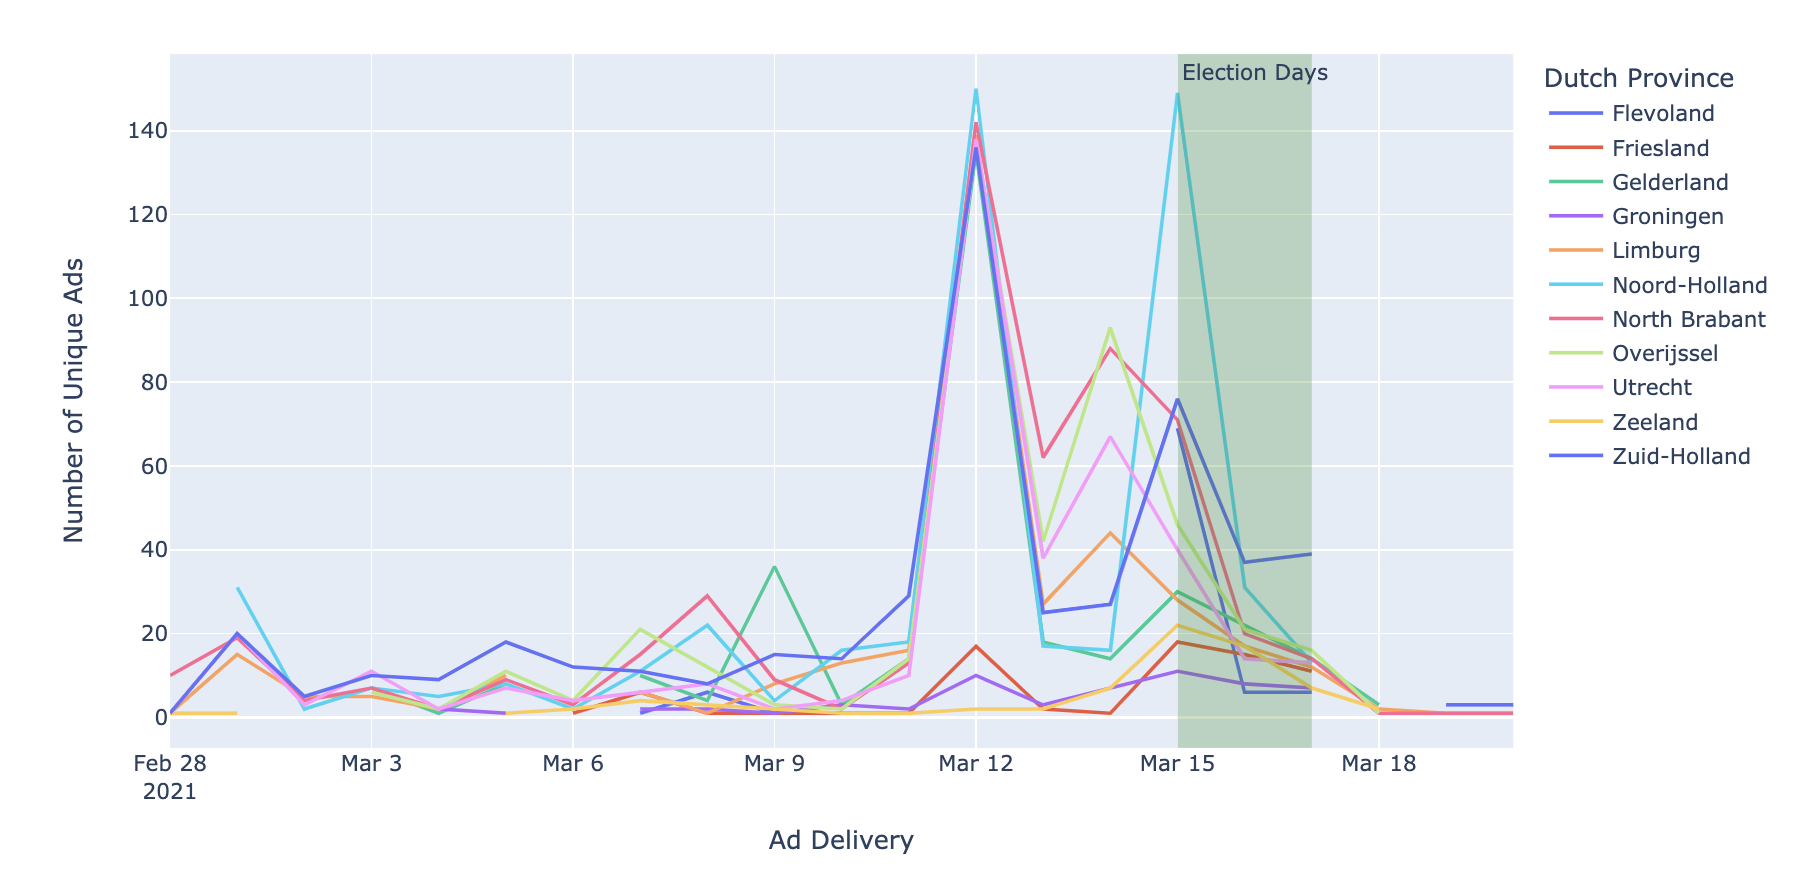 Election Days
Dutch Province
Flevoland
Friesland
Gelderland
Groningen
Limburg
Noord-Holland
North Brabant
Overijssel
Utrecht
Zeeland
Zuid-Holland
Number of Unique Ads
140
120
100
80
60
40
20
0
Feb 28
2021
Mar 3
Mar 6
Mar 9
Mar 12
Mar 15
Mar 18
Ad Delivery